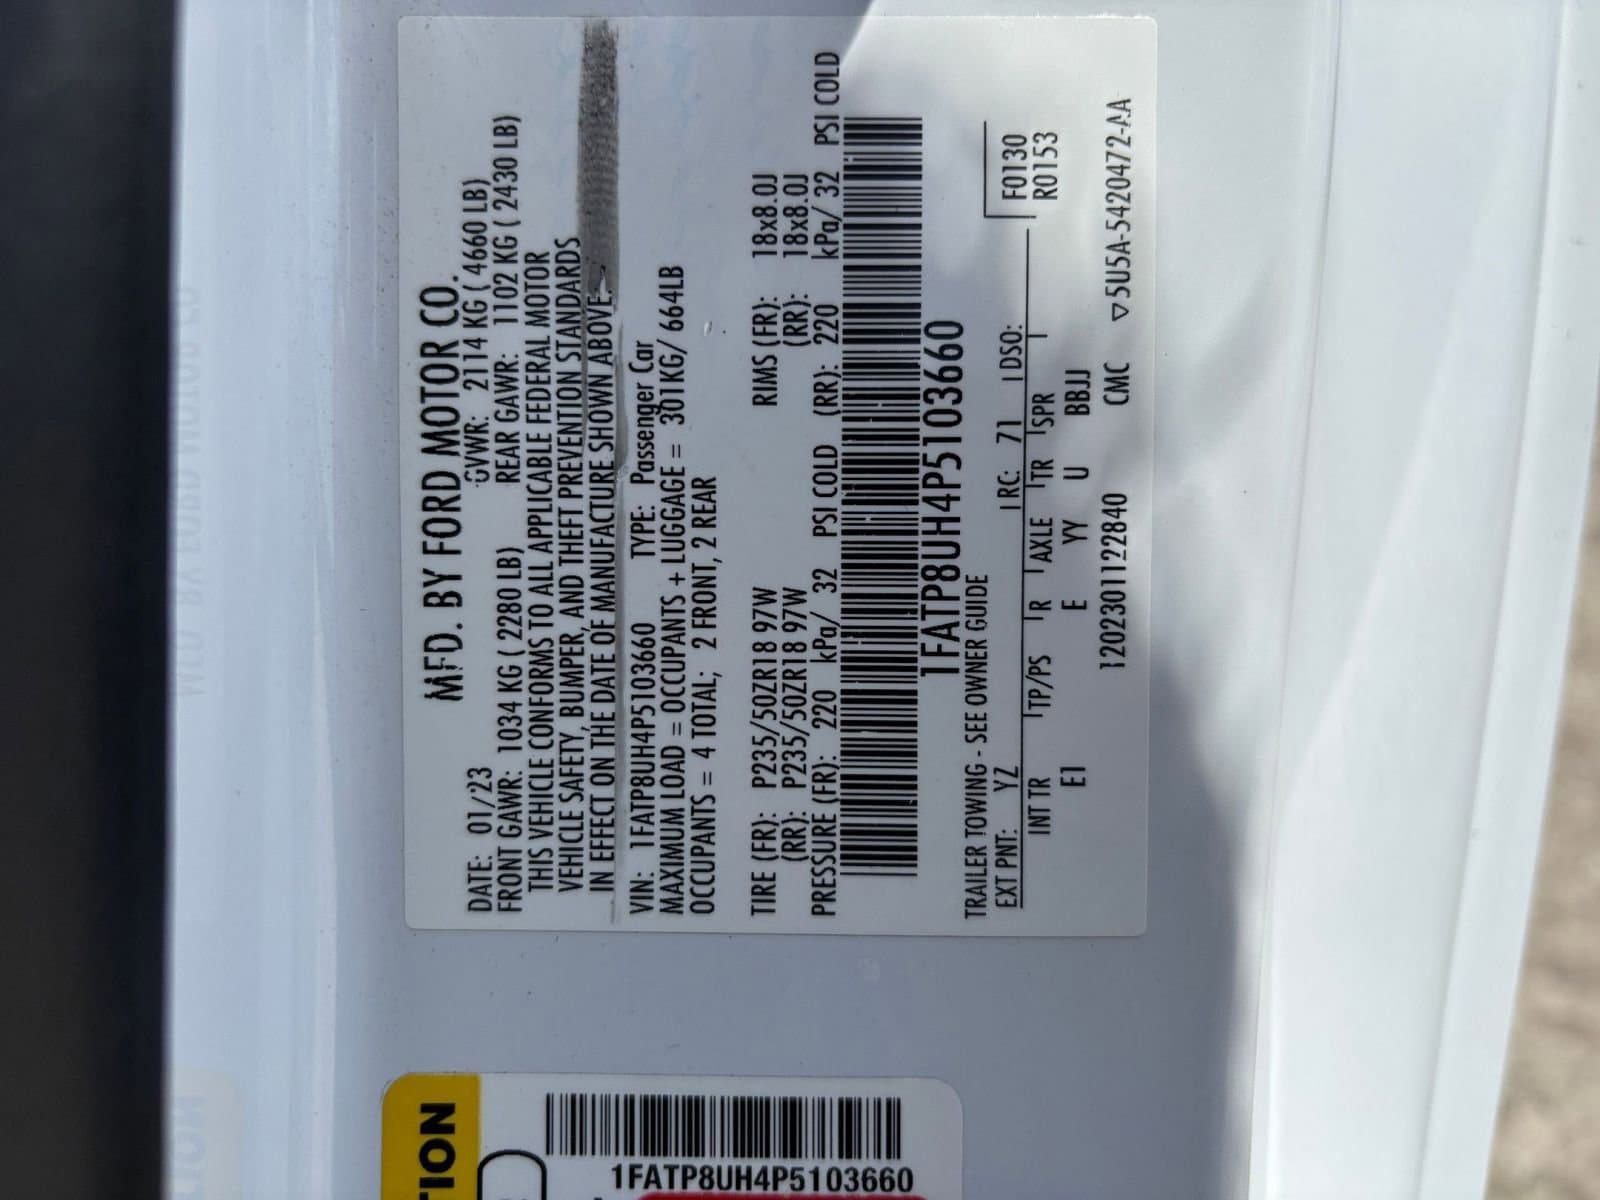 MFD. BY FORD MOTOR CO.
DATE: 01/23 GVWR: 2114 KG ( 4660 LB)
FRONT GAWR: 1034 KG ( 2280 LB) REAR GAWR: 1102 KG ( 2430 LB)
THIS VEHICLE CONFORMS TO ALL APPLICABLE FEDERAL MOTOR
VEHICLE SAFETY, BUMPER, AND THEFT PREVENTION STANDARDS
IN EFFECT ON THE DATE OF MANUFACTURE SHOWN ABOVE.
VIN: 1FATP8UH4P5103660 TYPE: Passenger Car
MAXIMUM LOAD = OCCUPANTS + LUGGAGE = 301KG/ 664LB
OCCUPANTS = 4 TOTAL; 2 FRONT, 2 REAR
TIRE (FR): P235/50ZR18 97W RIMS (FR): 18x8.0J
(RR): P235/50ZR18 97W (RR): 18x8.0J
PRESSURE (FR): 220 kPa/ 32 PSI COLD (RR): 220 kPa/ 32 PSI COLD
1FATP8UH4P5103660
TRAILER TOWING - SEE OWNER GUIDE
EXT PNT: YZ RC: 71 DSO:
F0130
R0153
INT TR TP/PS R AXLE TR SPR
E1 E YY U BBJJ
1202301122840 CMC ▽5U5A-5420472-AA
TION
1FATP8UH4P5103660